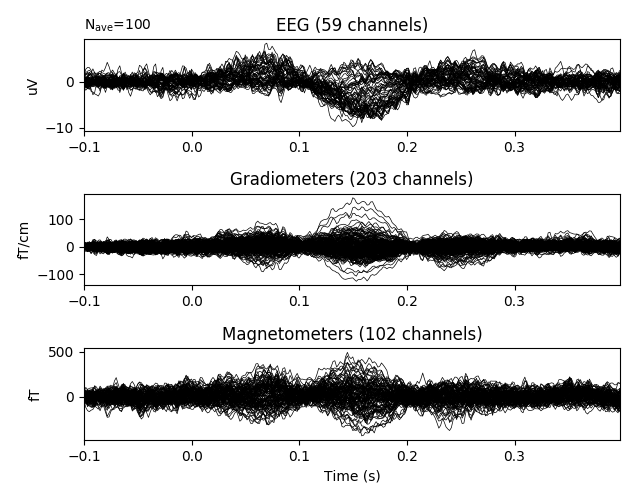 N_ave=100
EEG (59 channels)
uV
0
−10
−0.1 0.0 0.1 0.2 0.3
Gradiometers (203 channels)
fT/cm
100
0
−100
−0.1 0.0 0.1 0.2 0.3
Magnetometers (102 channels)
fT
500
0
−0.1 0.0 0.1 0.2 0.3
Time (s)